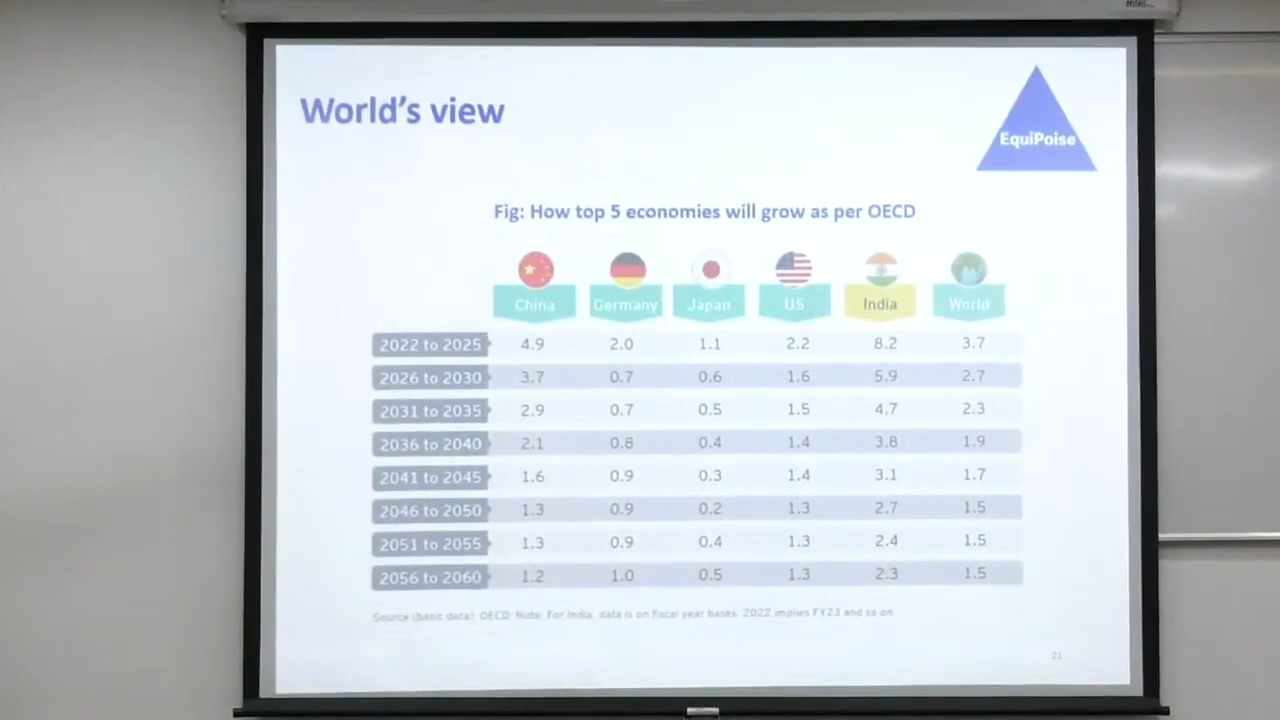 World's view
EquiPoise
Fig: How top 5 economies will grow as per OECD
China Germany Japan US India World
2022 to 2025 4.9 2.0 1.1 2.2 8.2 3.7
2026 to 2030 3.7 0.7 0.6 1.6 5.9 2.7
2031 to 2035 2.9 0.7 0.5 1.5 4.7 2.3
2036 to 2040 2.1 0.8 0.4 1.4 3.8 1.9
2041 to 2045 1.6 0.9 0.3 1.4 3.1 1.7
2046 to 2050 1.3 0.9 0.2 1.3 2.7 1.5
2051 to 2055 1.3 0.9 0.4 1.3 2.4 1.5
2056 to 2060 1.2 1.0 0.5 1.3 2.3 1.5
Source (basic data): OECD; Note: For India, data is on fiscal year bases. 2022 implies FY23 and so on